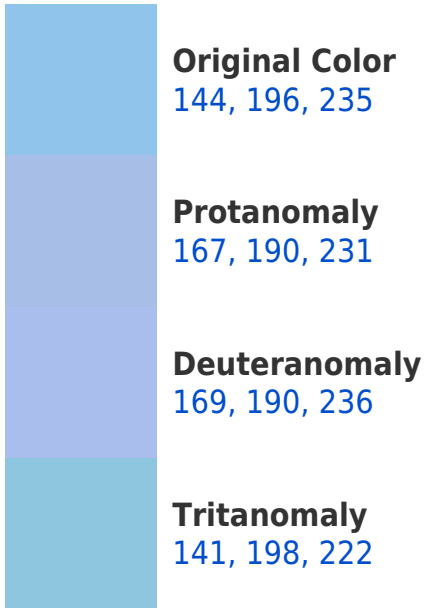 Original Color
144, 196, 235
Protanomaly
167, 190, 231
Deuteranomaly
169, 190, 236
Tritanomaly
141, 198, 222